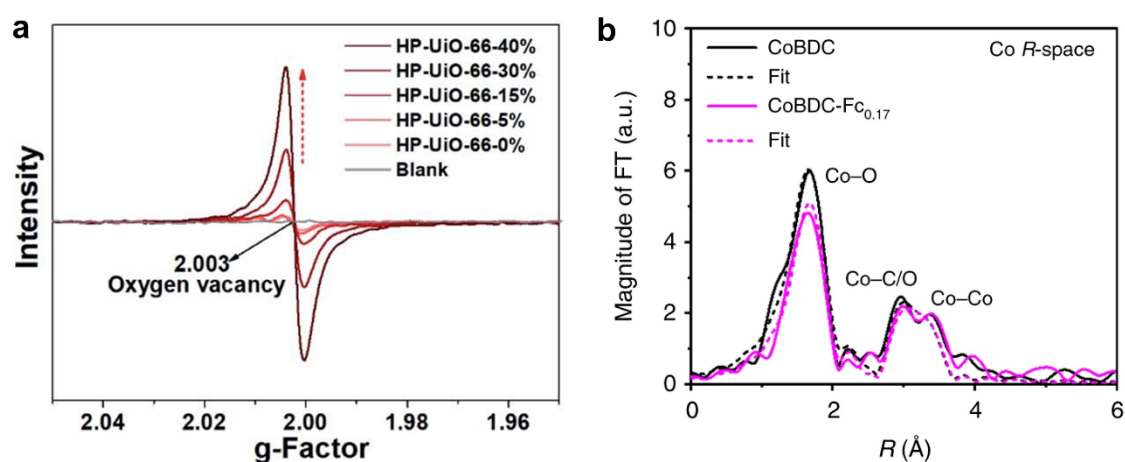 a
HP-UiO-66-40%
HP-UiO-66-30%
HP-UiO-66-15%
HP-UiO-66-5%
HP-UiO-66-0%
Blank
Intensity
2.003
Oxygen vacancy
2.04
2.02
2.00
1.98
1.96
g-Factor
b
10
8
6
4
2
0
Magnitude of FT (a.u.)
CoBDC
Fit
CoBDC-Fc0.17
Fit
Co R-space
Co–O
Co–C/O
Co–Co
0
2
4
6
R (Å)